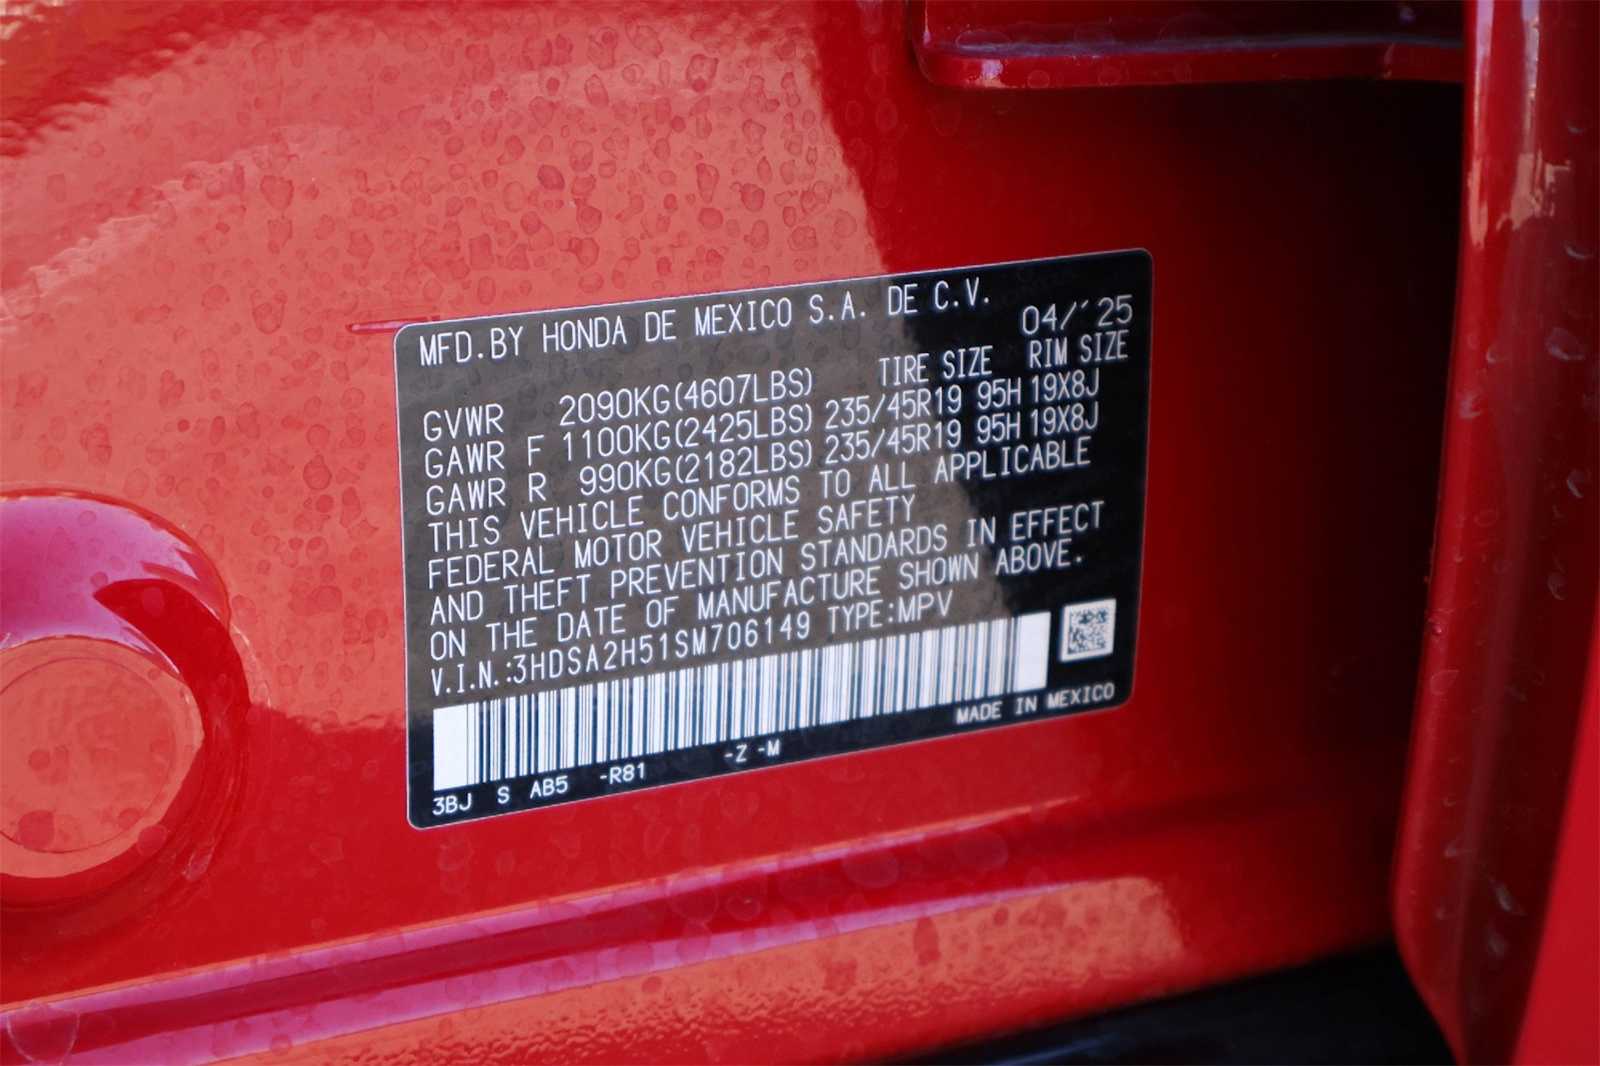 MFD.BY HONDA DE MEXICO S.A. DE C.V.
04/'25
TIRE SIZE RIM SIZE
GVWR 2090KG(4607LBS)
GAWR F 1100KG(2425LBS) 235/45R19 95H 19X8J
GAWR R 990KG(2182LBS) 235/45R19 95H 19X8J
THIS VEHICLE CONFORMS TO ALL APPLICABLE
FEDERAL MOTOR VEHICLE SAFETY
AND THEFT PREVENTION STANDARDS IN EFFECT
ON THE DATE OF MANUFACTURE SHOWN ABOVE.
V.I.N.:3HDSA2H51SM706149 TYPE:MPV
MADE IN MEXICO
3BJ S AB5 -R81 -Z -M